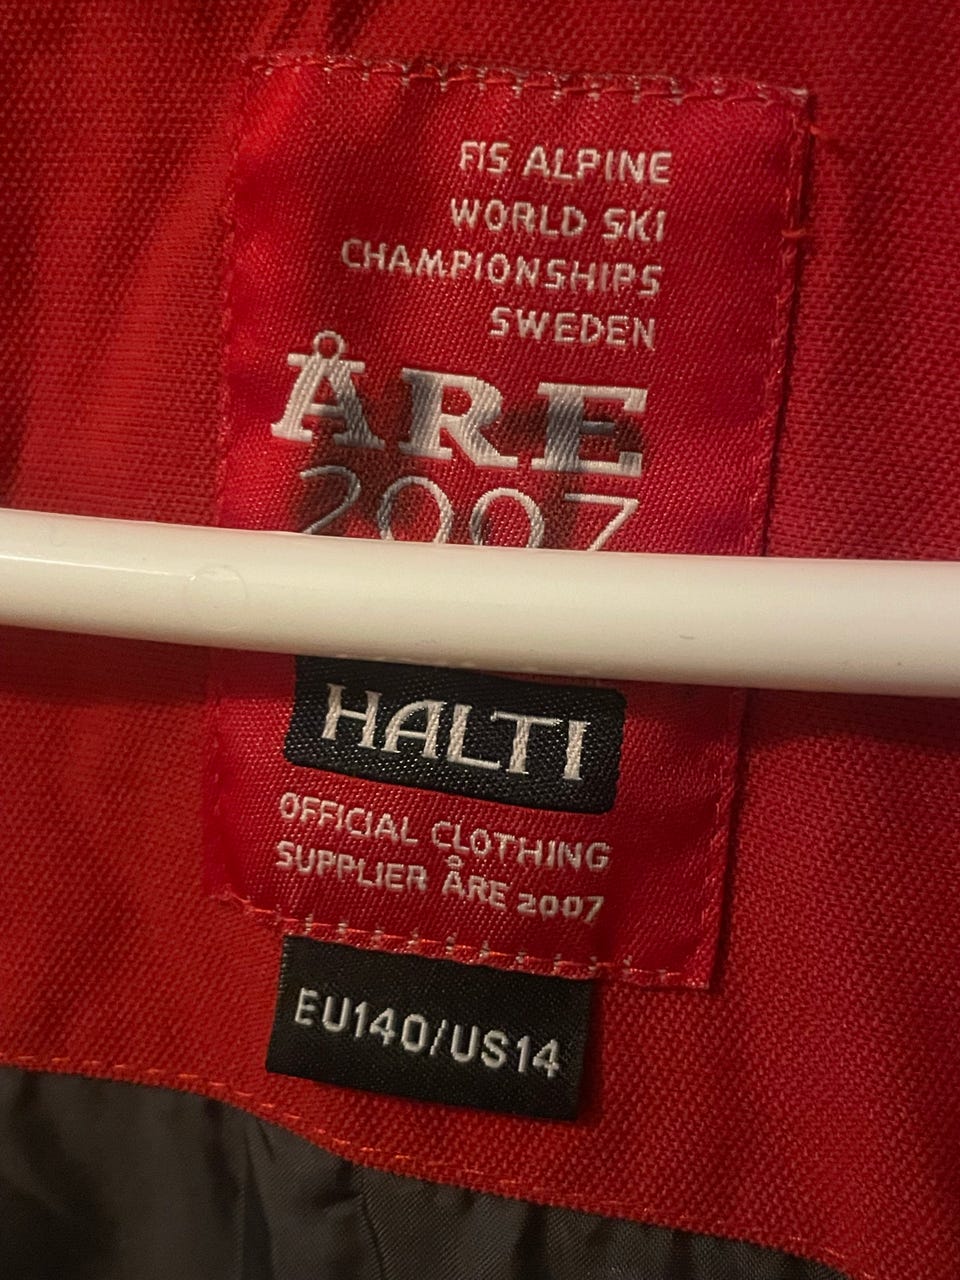 FIS ALPINE
WORLD SKI
CHAMPIONSHIPS
SWEDEN
ÅRE
2007
HALTI
OFFICIAL CLOTHING
SUPPLIER ÅRE 2007
EU140/US14